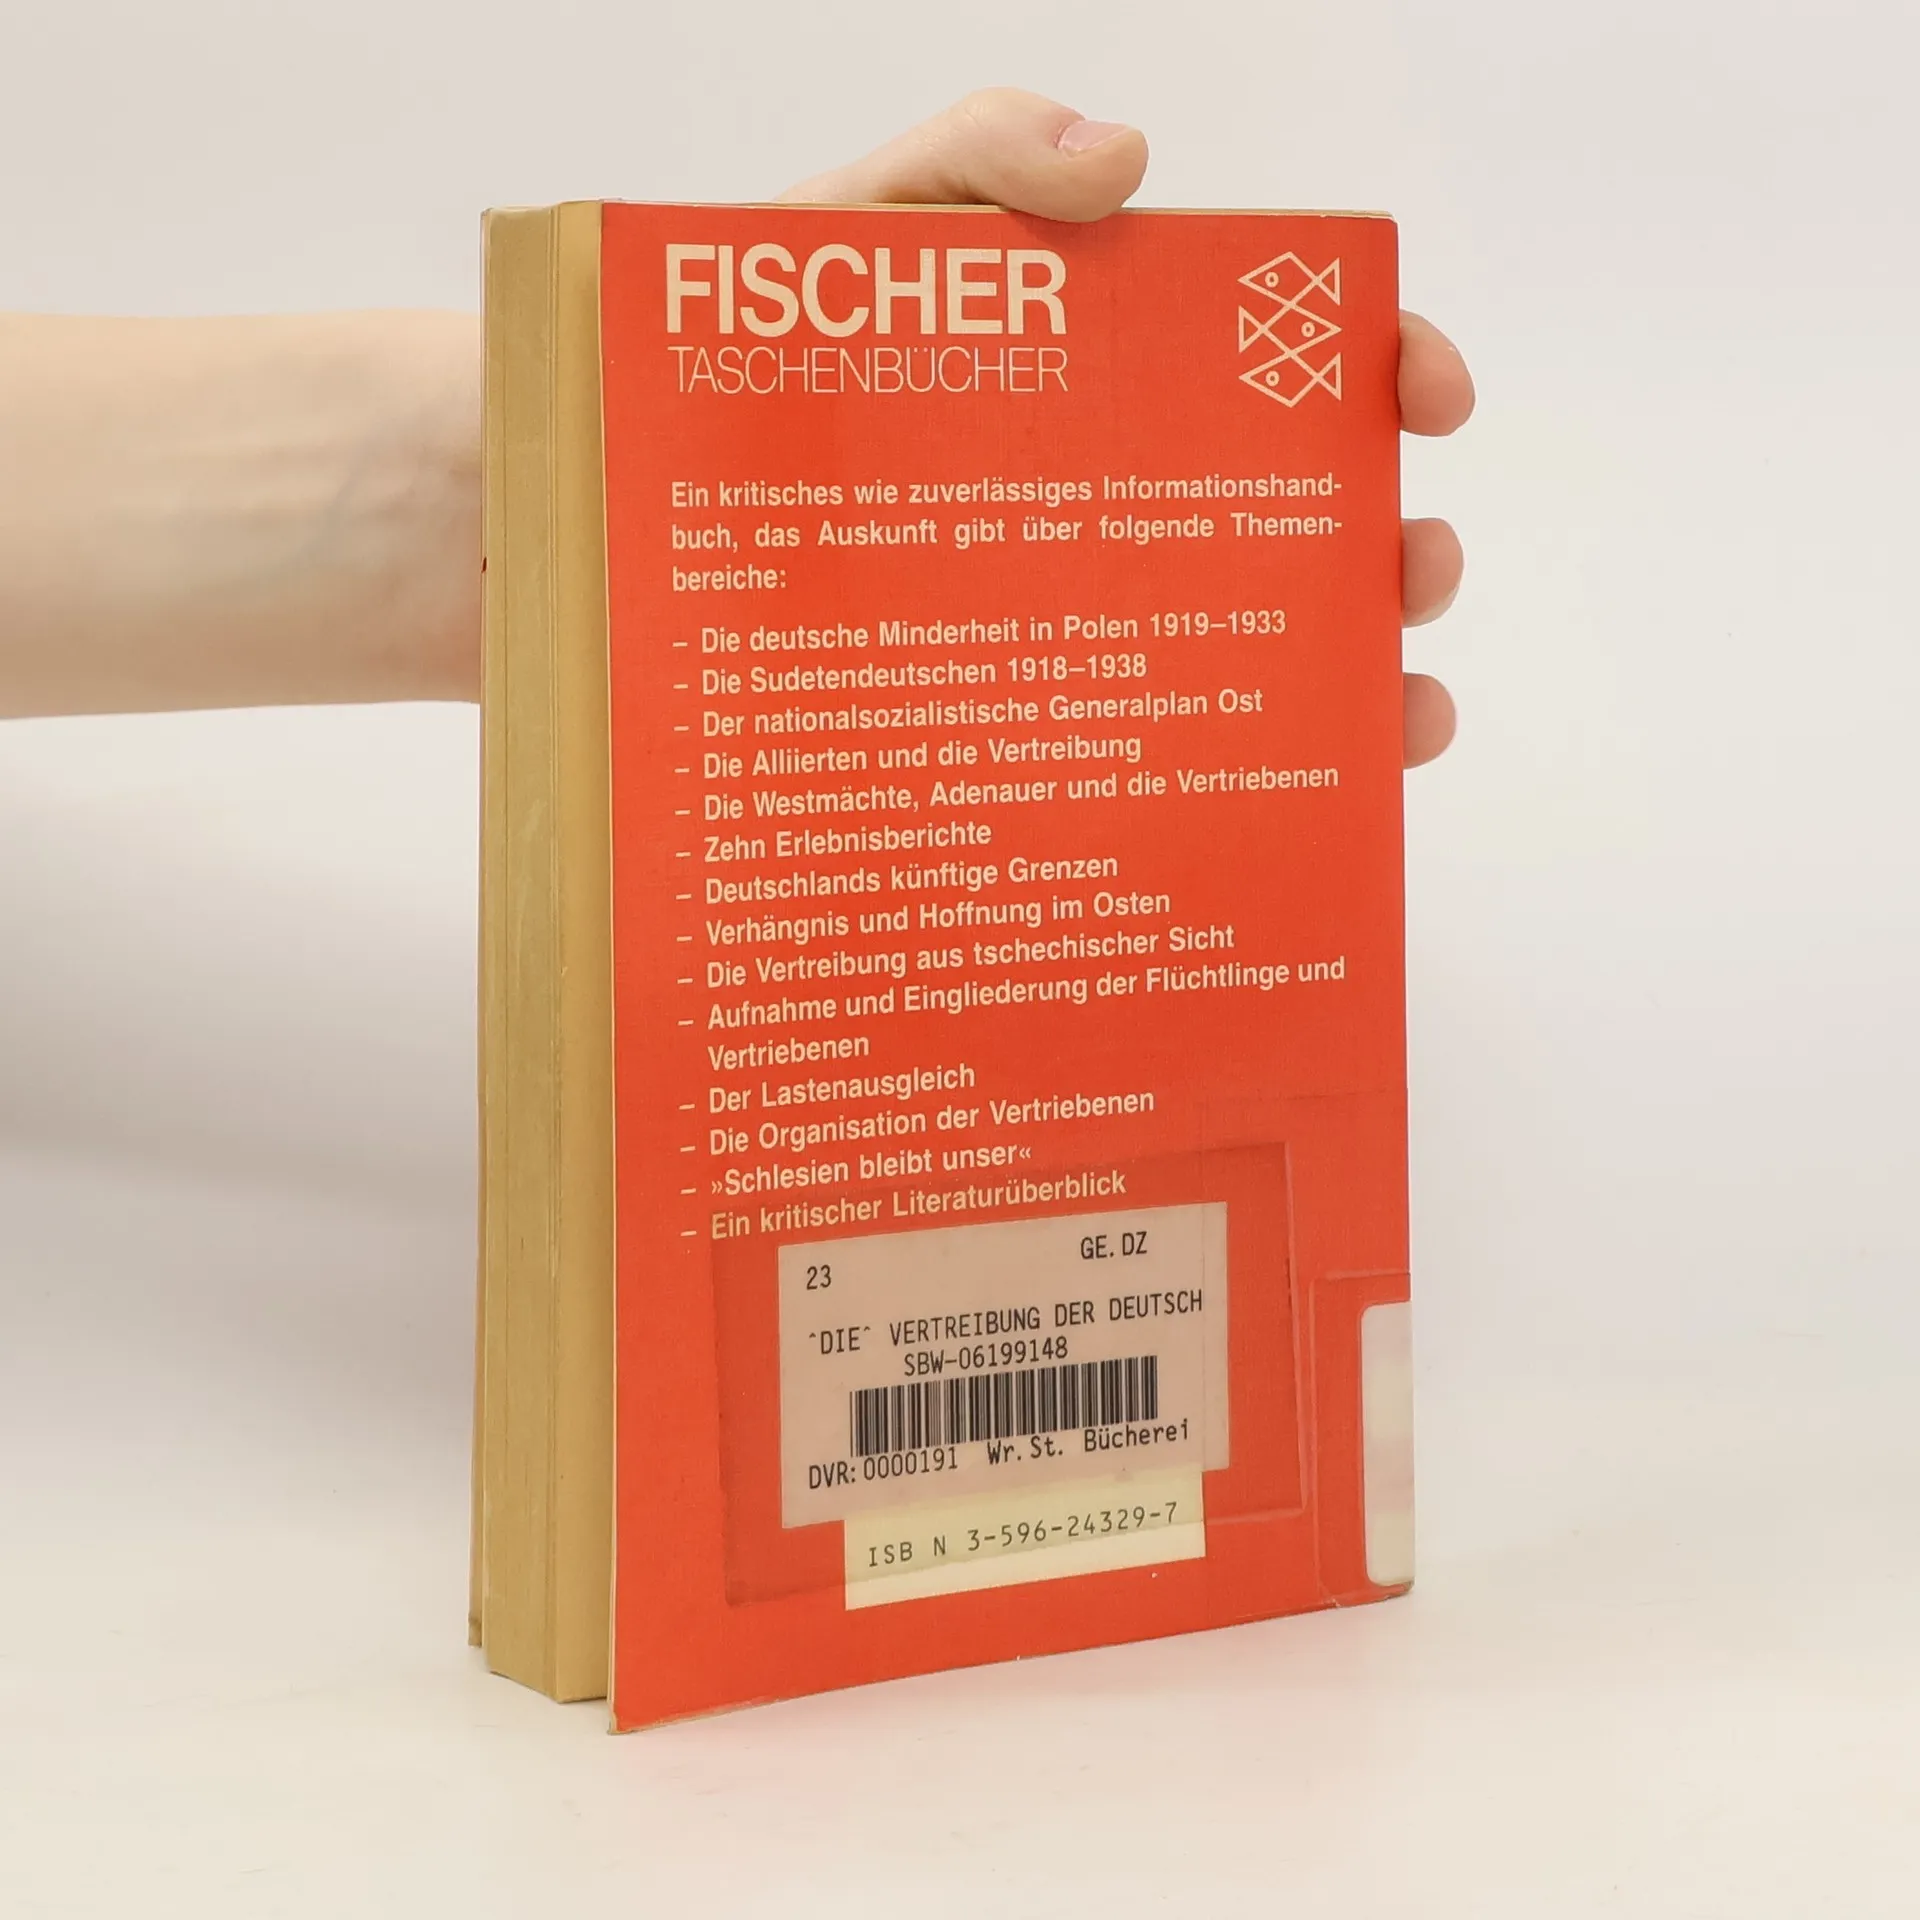 FISCHER
TASCHENBÜCHER
Ein kritisches wie zuverlässiges Informationshand-
buch, das Auskunft gibt über folgende Themen-
bereiche:
– Die deutsche Minderheit in Polen 1919–1933
– Die Sudetendeutschen 1918–1938
– Der nationalsozialistische Generalplan Ost
– Die Alliierten und die Vertreibung
– Die Westmächte, Adenauer und die Vertriebenen
– Zehn Erlebnisberichte
– Deutschlands künftige Grenzen
– Verhängnis und Hoffnung im Osten
– Die Vertreibung aus tschechischer Sicht
– Aufnahme und Eingliederung der Flüchtlinge und
Vertriebenen
– Der Lastenausgleich
– Die Organisation der Vertriebenen
– »Schlesien bleibt unser«
– Ein kritischer Literaturüberblick
GE.DZ
23
^DIE^ VERTREIBUNG DER DEUTSCH
SBW-06199148
DVR:0000191 Wr.St. Bücherei
ISB N 3-596-24329-7